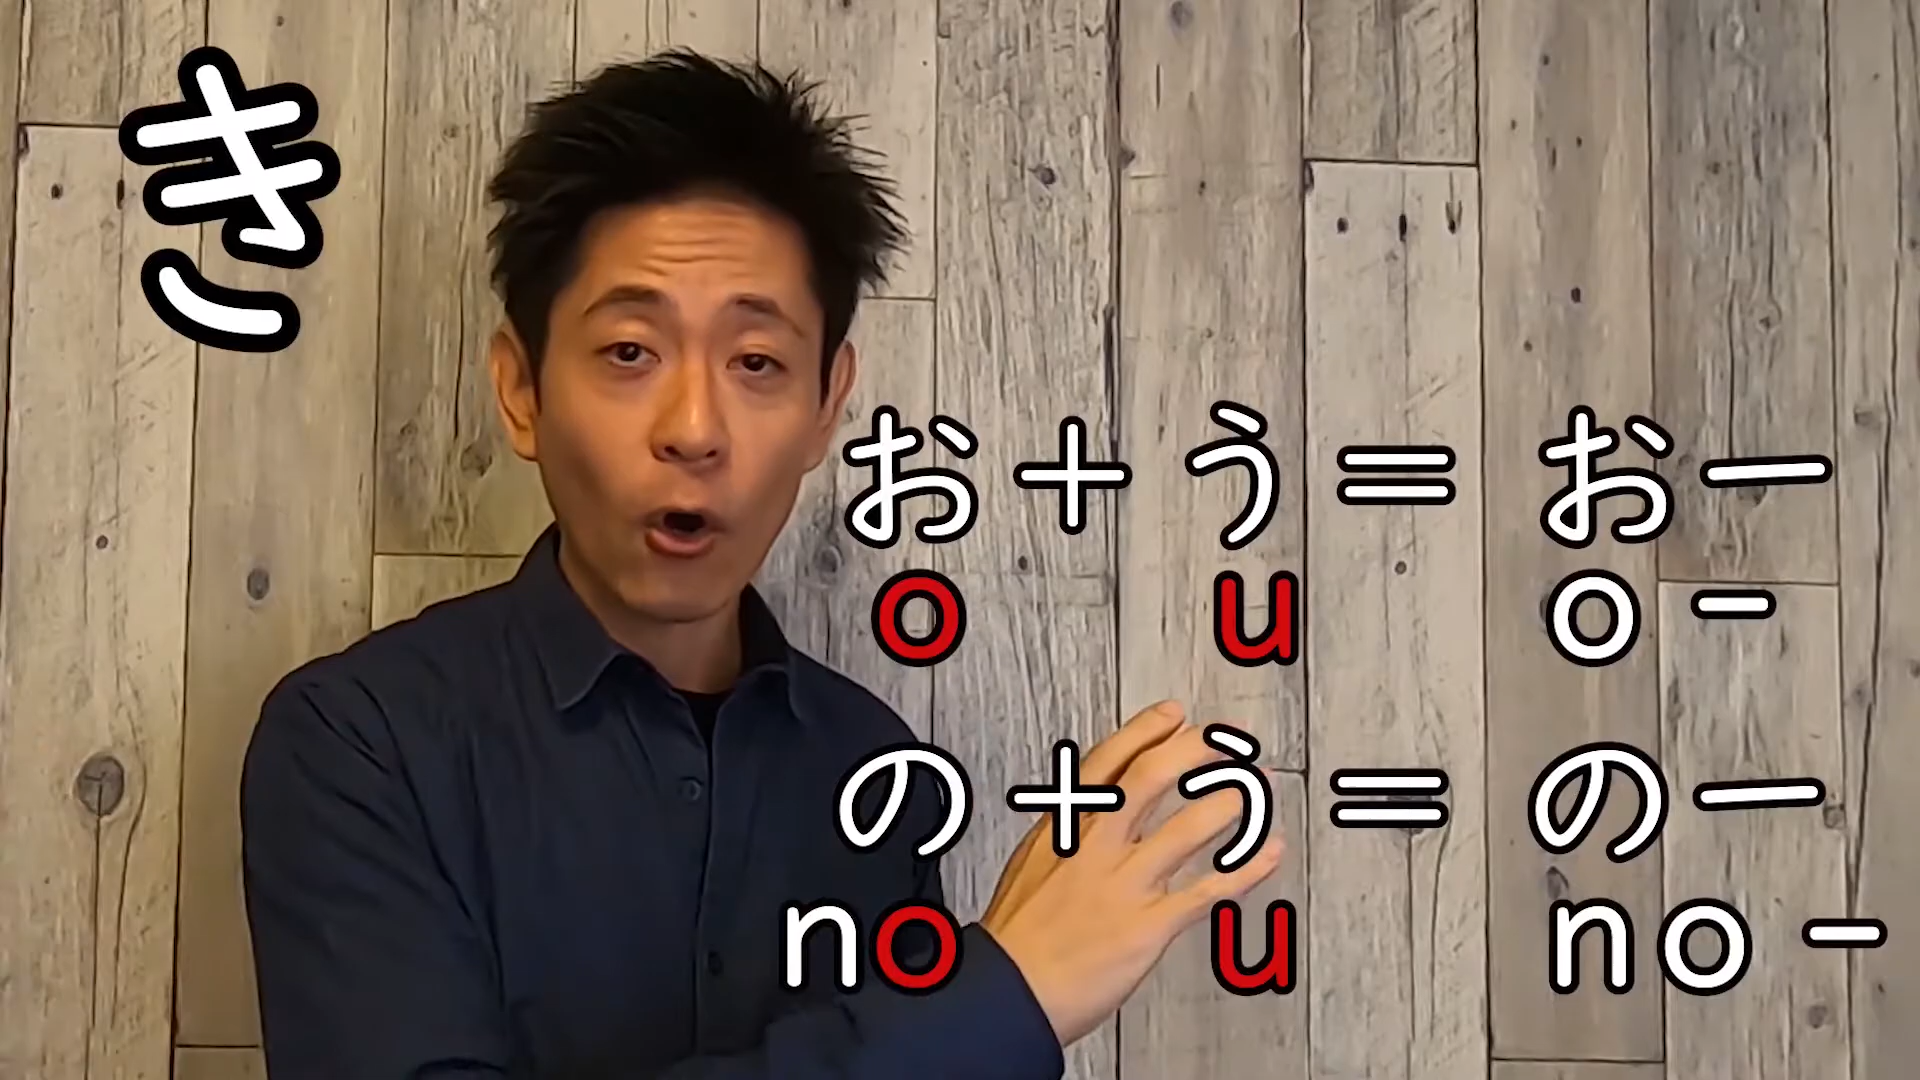 き
お+う=おー
o u o-
の+う=のー
no u no-